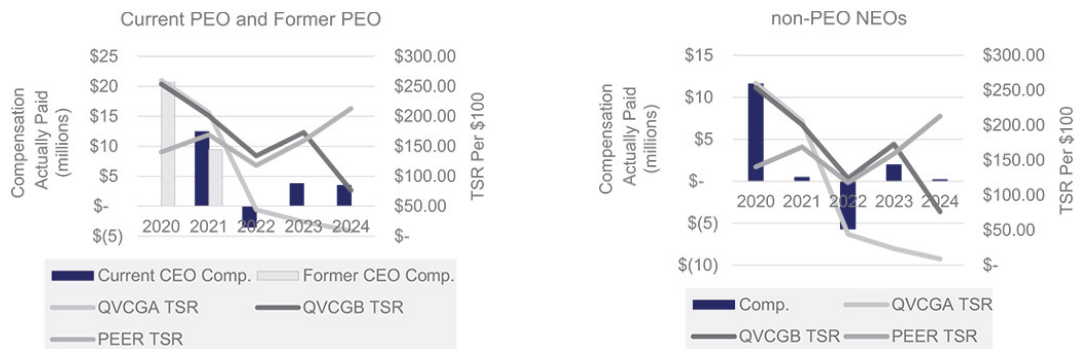 Current PEO and Former PEO
Compensation
Actually Paid
(millions)
$25
$20
$15
$10
$5
$-
$(5)
$300.00
$250.00
$200.00
$150.00
$100.00
$50.00
$-
TSR Per $100
2020 2021 2022 2023 2024
Current CEO Comp. Former CEO Comp.
QVCGA TSR QVCGB TSR
PEER TSR
non-PEO NEOs
Compensation
Actually Paid
(millions)
$15
$10
$5
$-
$(5)
$(10)
$300.00
$250.00
$200.00
$150.00
$100.00
$50.00
$-
TSR Per $100
2020 2021 2022 2023 2024
Comp. QVCGA TSR
QVCGB TSR PEER TSR